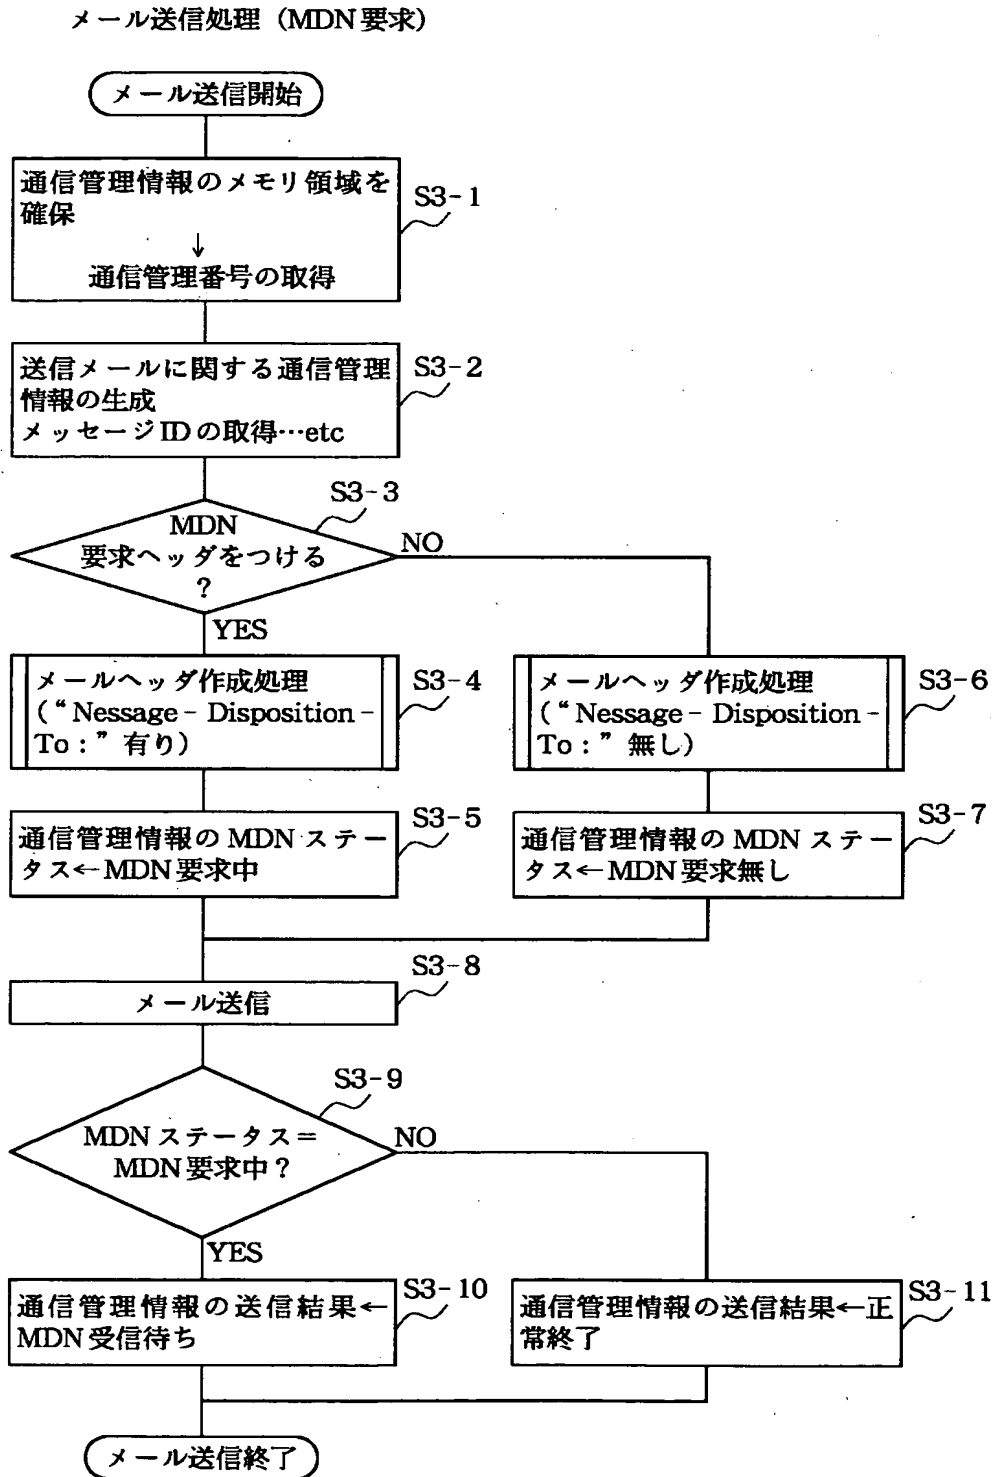 メール送信処理（MDN要求）
メール送信開始
通信管理情報のメモリ領域を
確保
↓
通信管理番号の取得
S3-1
送信メールに関する通信管理
情報の生成
メッセージIDの取得…etc
S3-2
S3-3
MDN
要求ヘッダをつける
？
NO
YES
メールヘッダ作成処理
（“Nessage-Disposition-
To：”有り）
S3-4
メールヘッダ作成処理
（“Nessage-Disposition-
To：”無し）
S3-6
通信管理情報のMDNステー
タス←MDN要求中
S3-5
通信管理情報のMDNステー
タス←MDN要求無し
S3-7
メール送信
S3-8
S3-9
MDNステータス＝
MDN要求中？
NO
YES
通信管理情報の送信結果←
MDN受信待ち
S3-10
通信管理情報の送信結果←正
常終了
S3-11
メール送信終了